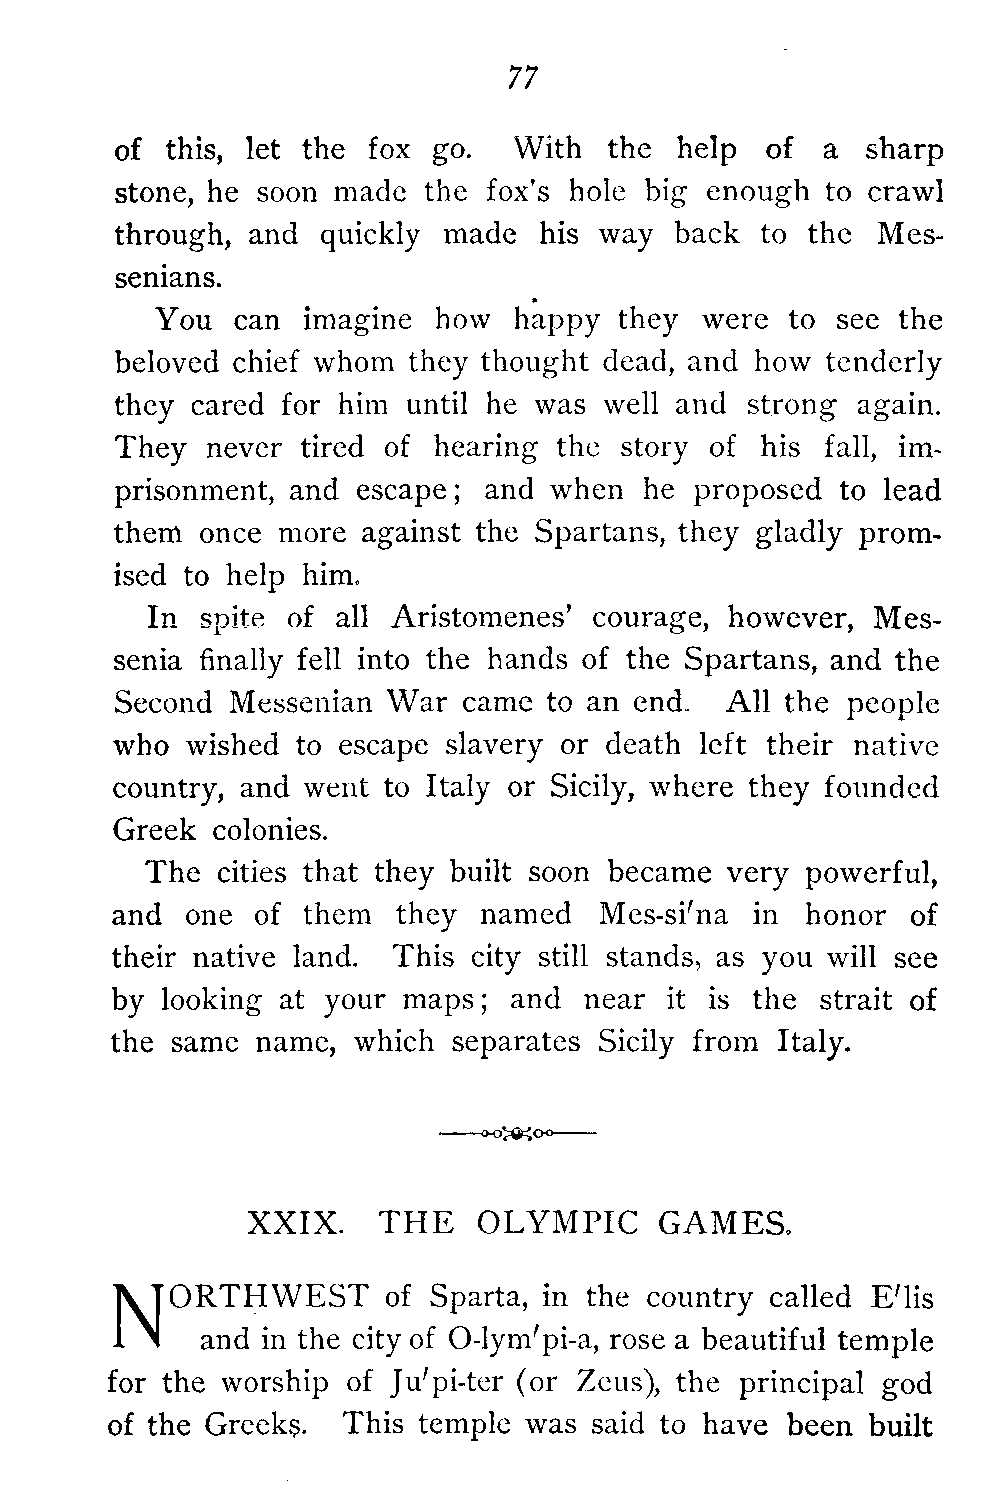 77
of this, let the fox go. With the help of a sharp
stone, he soon made the fox's hole big enough to crawl
through, and quickly made his way back to the Mes-
senians.
You can imagine how happy they were to see the
beloved chief whom they thought dead, and how tenderly
they cared for him until he was well and strong again.
They never tired of hearing the story of his fall, im-
prisonment, and escape; and when he proposed to lead
them once more against the Spartans, they gladly prom-
ised to help him.
In spite of all Aristomenes' courage, however, Mes-
senia finally fell into the hands of the Spartans, and the
Second Messenian War came to an end. All the people
who wished to escape slavery or death left their native
country, and went to Italy or Sicily, where they founded
Greek colonies.
The cities that they built soon became very powerful,
and one of them they named Mes-si′na in honor of
their native land. This city still stands, as you will see
by looking at your maps; and near it is the strait of
the same name, which separates Sicily from Italy.
XXIX. THE OLYMPIC GAMES.
NORTHWEST of Sparta, in the country called E′lis
and in the city of O-lym′pi-a, rose a beautiful temple
for the worship of Ju′pi-ter (or Zeus), the principal god
of the Greeks. This temple was said to have been built